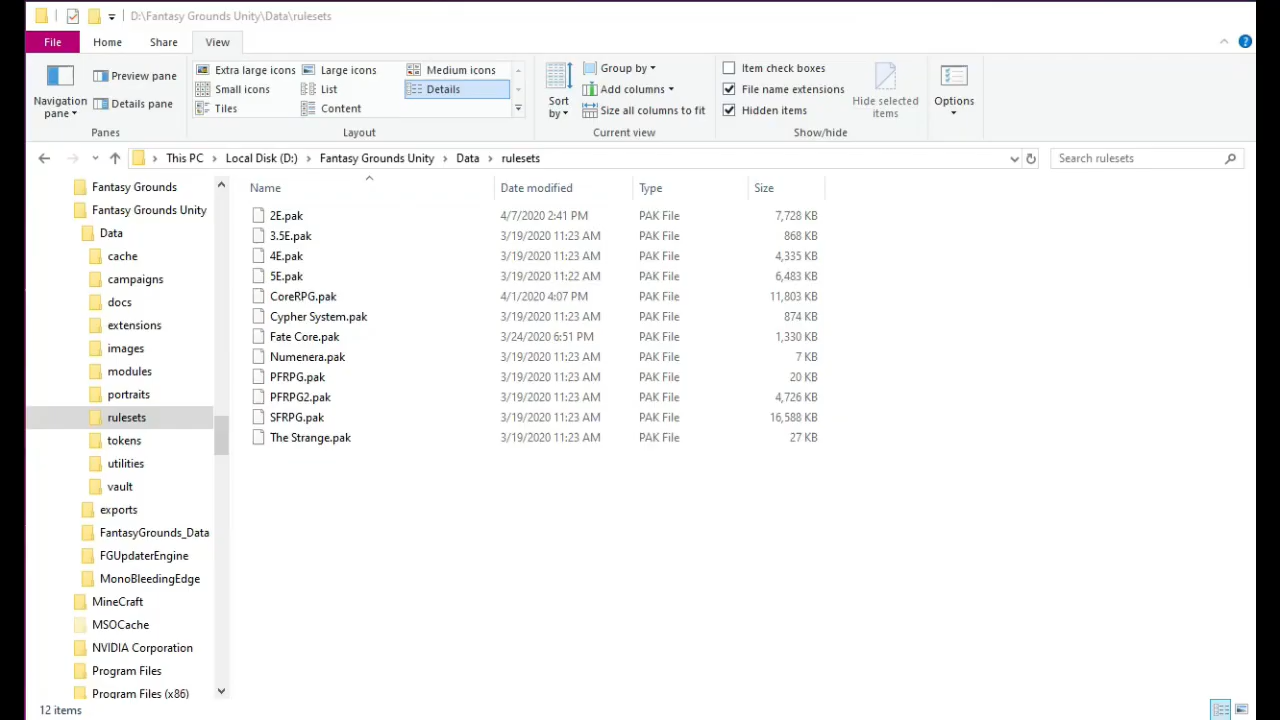 D:\Fantasy Grounds Unity\Data\rulesets
File Home Share View
Navigation pane
Preview pane
Details pane
Panes
Extra large icons Large icons Medium icons
Small icons List Details
Tiles Content
Layout
Sort by
Group by
Add columns
Size all columns to fit
Current view
Item check boxes
File name extensions
Hidden items
Hide selected items
Show/hide
Options
This PC > Local Disk (D:) > Fantasy Grounds Unity > Data > rulesets
Search rulesets
Fantasy Grounds
Fantasy Grounds Unity
Data
cache
campaigns
docs
extensions
images
modules
portraits
rulesets
tokens
utilities
vault
exports
FantasyGrounds_Data
FGUpdaterEngine
MonoBleedingEdge
MineCraft
MSOCache
NVIDIA Corporation
Program Files
Program Files (x86)
Name Date modified Type Size
2E.pak 4/7/2020 2:41 PM PAK File 7,728 KB
3.5E.pak 3/19/2020 11:23 AM PAK File 868 KB
4E.pak 3/19/2020 11:23 AM PAK File 4,335 KB
5E.pak 3/19/2020 11:22 AM PAK File 6,483 KB
CoreRPG.pak 4/1/2020 4:07 PM PAK File 11,803 KB
Cypher System.pak 3/19/2020 11:23 AM PAK File 874 KB
Fate Core.pak 3/24/2020 6:51 PM PAK File 1,330 KB
Numenera.pak 3/19/2020 11:23 AM PAK File 7 KB
PFRPG.pak 3/19/2020 11:23 AM PAK File 20 KB
PFRPG2.pak 3/19/2020 11:23 AM PAK File 4,726 KB
SFRPG.pak 3/19/2020 11:23 AM PAK File 16,588 KB
The Strange.pak 3/19/2020 11:23 AM PAK File 27 KB
12 items